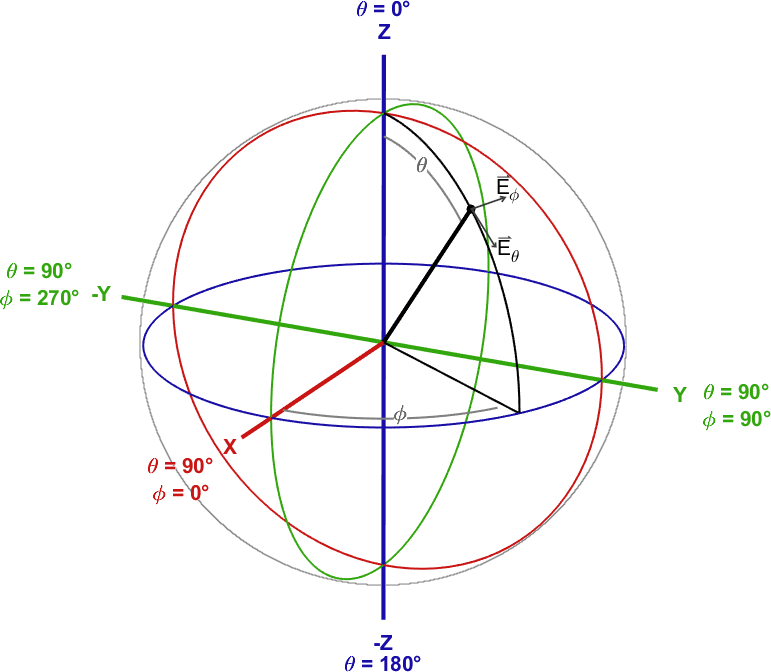 θ = 0°
Z
θ
E⃗ϕ
E⃗θ
θ = 90°
ϕ = 270°
-Y
Y
θ = 90°
ϕ = 90°
ϕ
X
θ = 90°
ϕ = 0°
-Z
θ = 180°